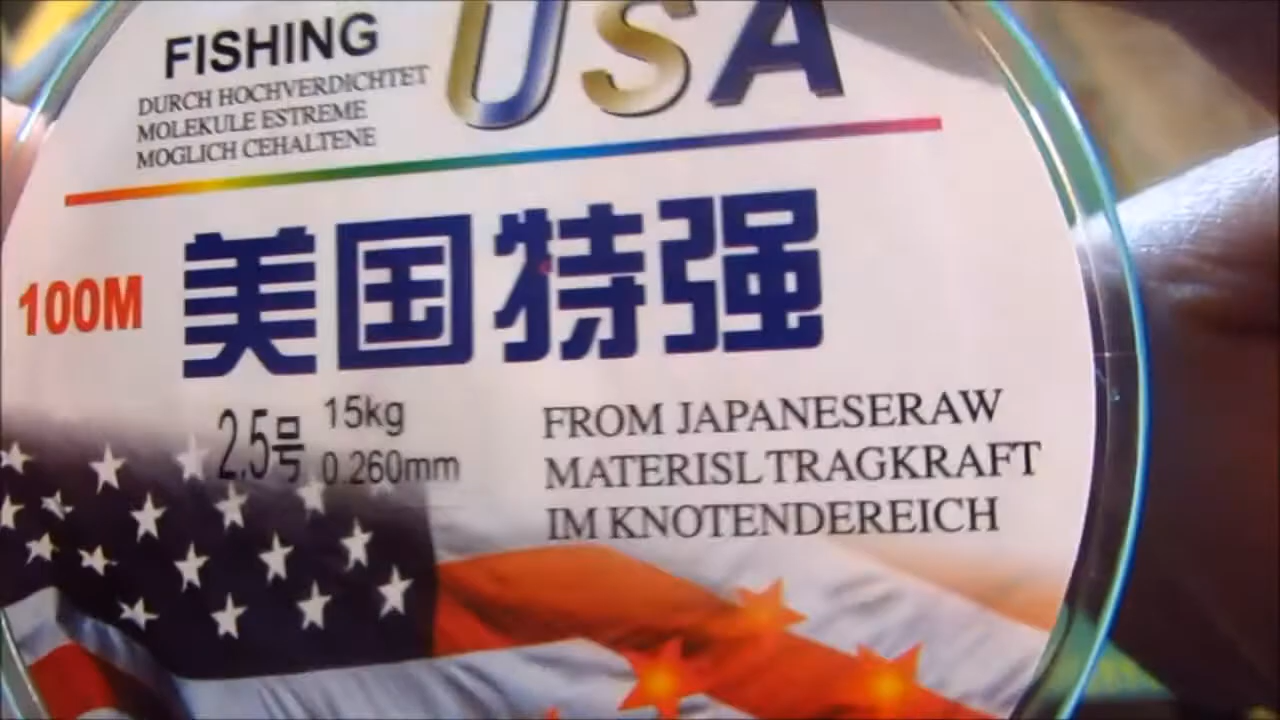 FISHING
USA
DURCH HOCHVERDICHTET
MOLEKULE ESTREME
MOGLICH CEHALTENE
100M
美国特强
2.5号
15kg
0.260mm
FROM JAPANESERAW
MATERISL TRAGKRAFT
IM KNOTENDEREICH